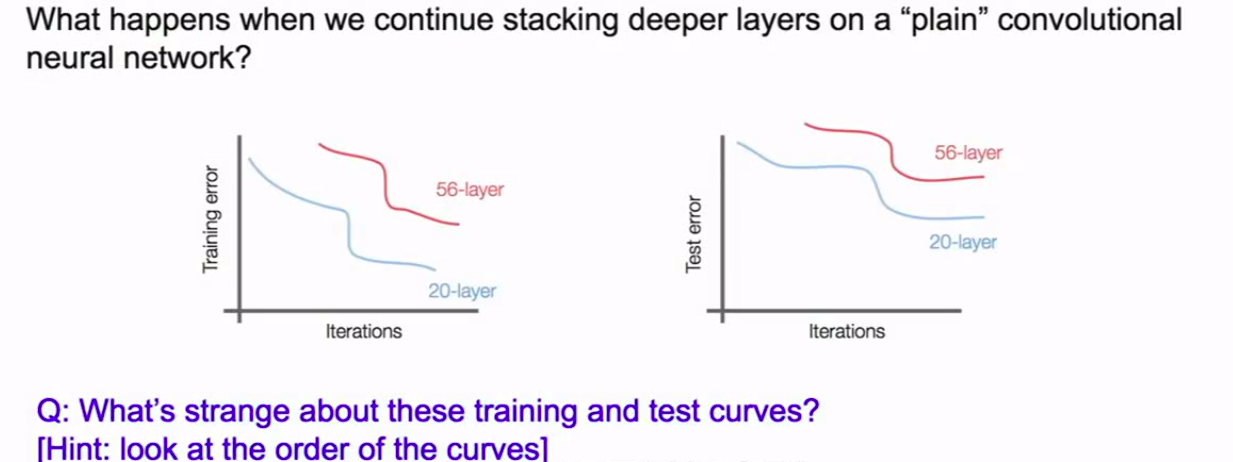 What happens when we continue stacking deeper layers on a “plain” convolutional
neural network?
Training error
56-layer
20-layer
Iterations
Test error
56-layer
20-layer
Iterations
Q: What’s strange about these training and test curves?
[Hint: look at the order of the curves]